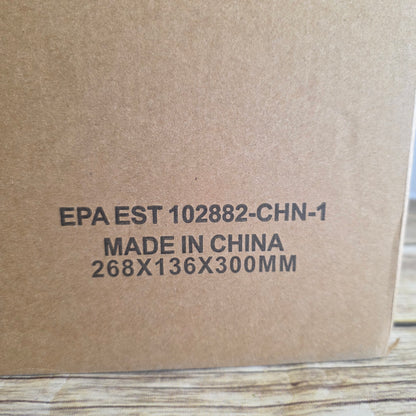 EPA EST 102882-CHN-1
MADE IN CHINA
268X136X300MM